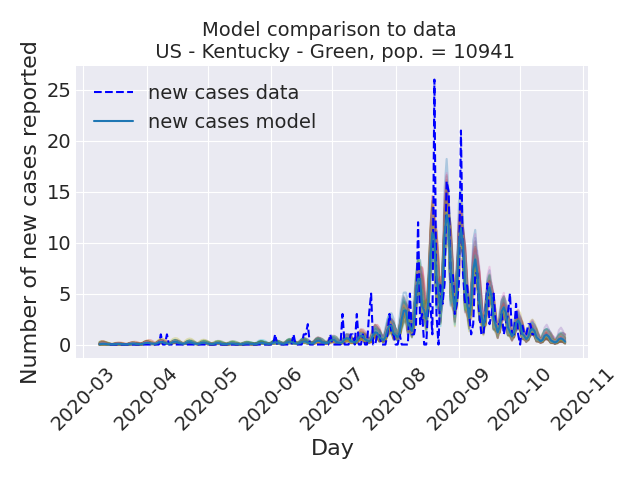 Model comparison to data
US - Kentucky - Green, pop. = 10941
Number of new cases reported
25
20
15
10
5
0
new cases data
new cases model
2020-03
2020-04
2020-05
2020-06
2020-07
2020-08
2020-09
2020-10
2020-11
Day